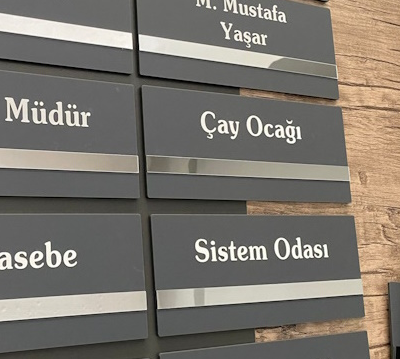 M. Mustafa
Yaşar
Müdür
Çay Ocağı
asebe
Sistem Odası